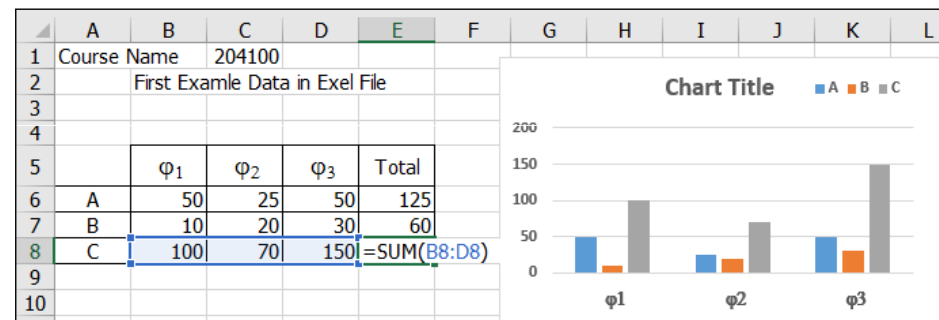 A B C D E F G H I J K L
1 Course Name 204100
2 First Examle Data in Exel File
3
4
5 φ1 φ2 φ3 Total
6 A 50 25 50 125
7 B 10 20 30 60
8 C 100 70 150 =SUM(B8:D8)
9
10
Chart Title A B C
200
150
100
50
0
φ1 φ2 φ3